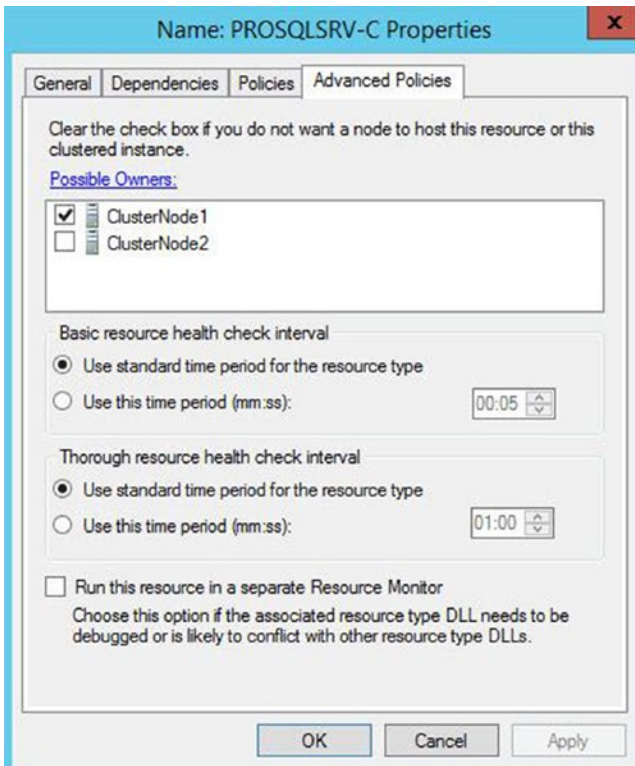 Name: PROSQLSRV-C Properties
x
General Dependencies Policies Advanced Policies
Clear the check box if you do not want a node to host this resource or this
clustered instance.
Possible Owners:
ClusterNode1
ClusterNode2
Basic resource health check interval
Use standard time period for the resource type
Use this time period (mm:ss): 00:05
Thorough resource health check interval
Use standard time period for the resource type
Use this time period (mm:ss): 01:00
Run this resource in a separate Resource Monitor
Choose this option if the associated resource type DLL needs to be
debugged or is likely to conflict with other resource type DLLs.
OK Cancel Apply